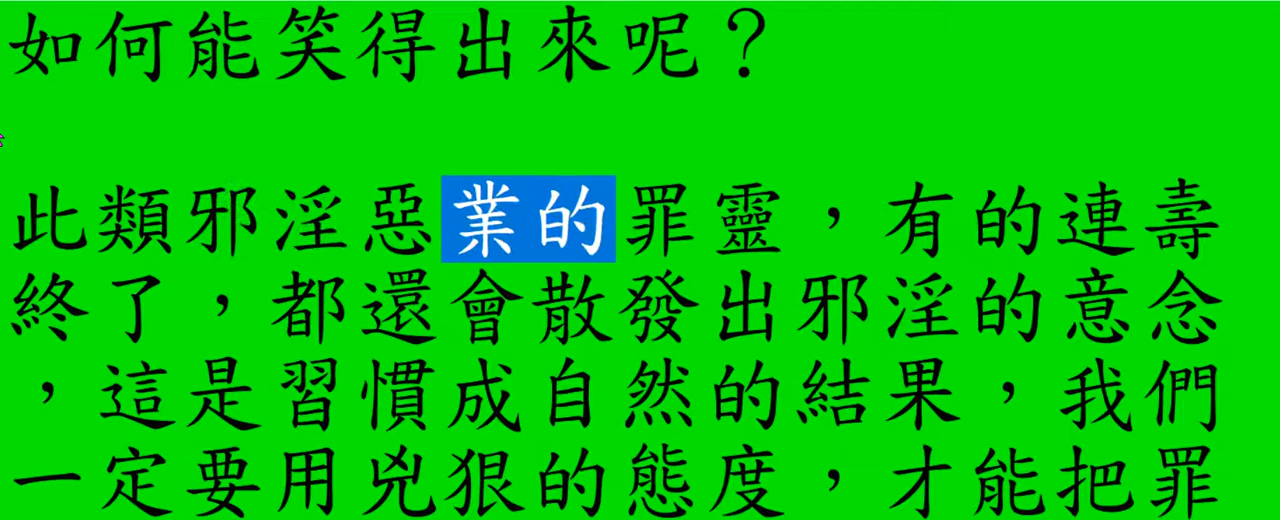 如何能笑得出來呢？
此類邪淫惡業的罪靈，有的連壽
終了，都還會散發出邪淫的意念
，這是習慣成自然的結果，我們
一定要用兇狠的態度，才能把罪